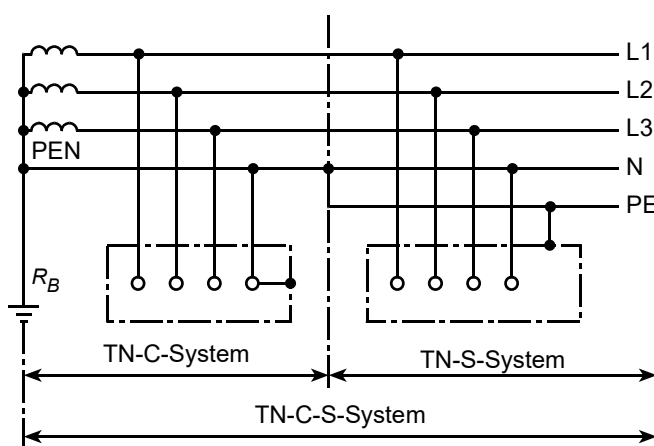 L1
L2
L3
PEN
N
PE
R_B
TN-C-System
TN-S-System
TN-C-S-System